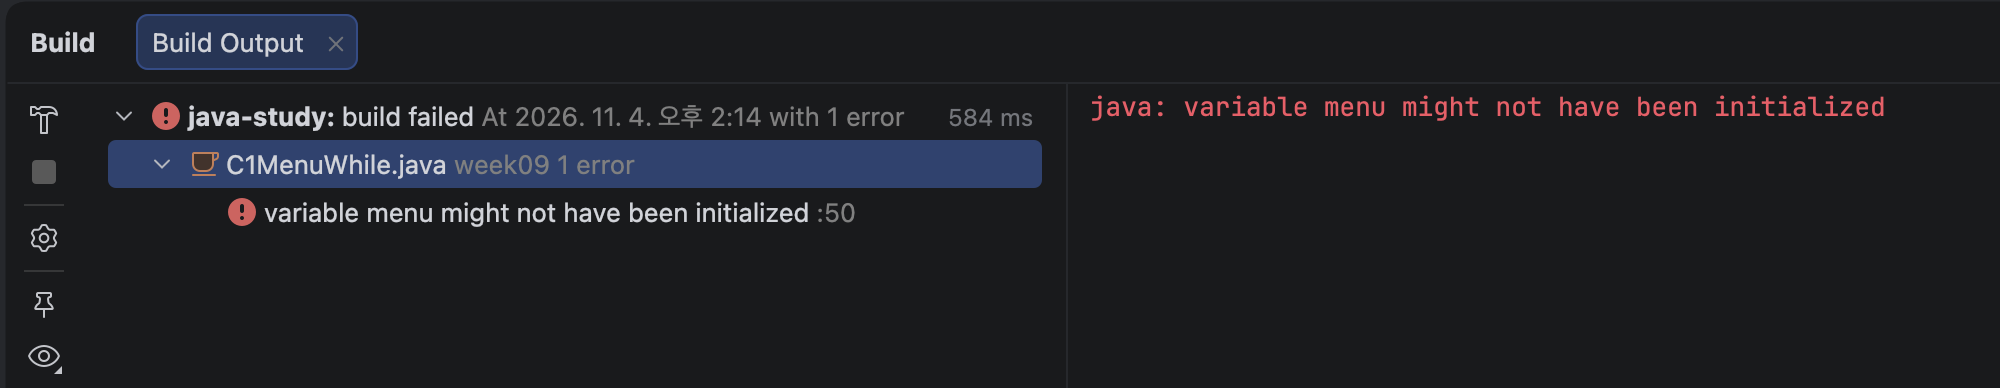 Build Build Output
java-study: build failed At 2026. 11. 4. 오후 2:14 with 1 error 584 ms
C1MenuWhile.java week09 1 error
variable menu might not have been initialized :50
java: variable menu might not have been initialized